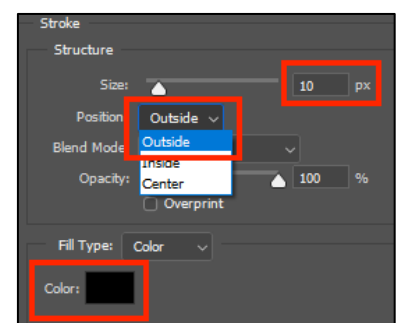 Stroke
Structure
Size: 10 px
Position Outside
Outside
Blend Mode Inside
Opacity: Center 100 %
Overprint
Fill Type: Color
Color: